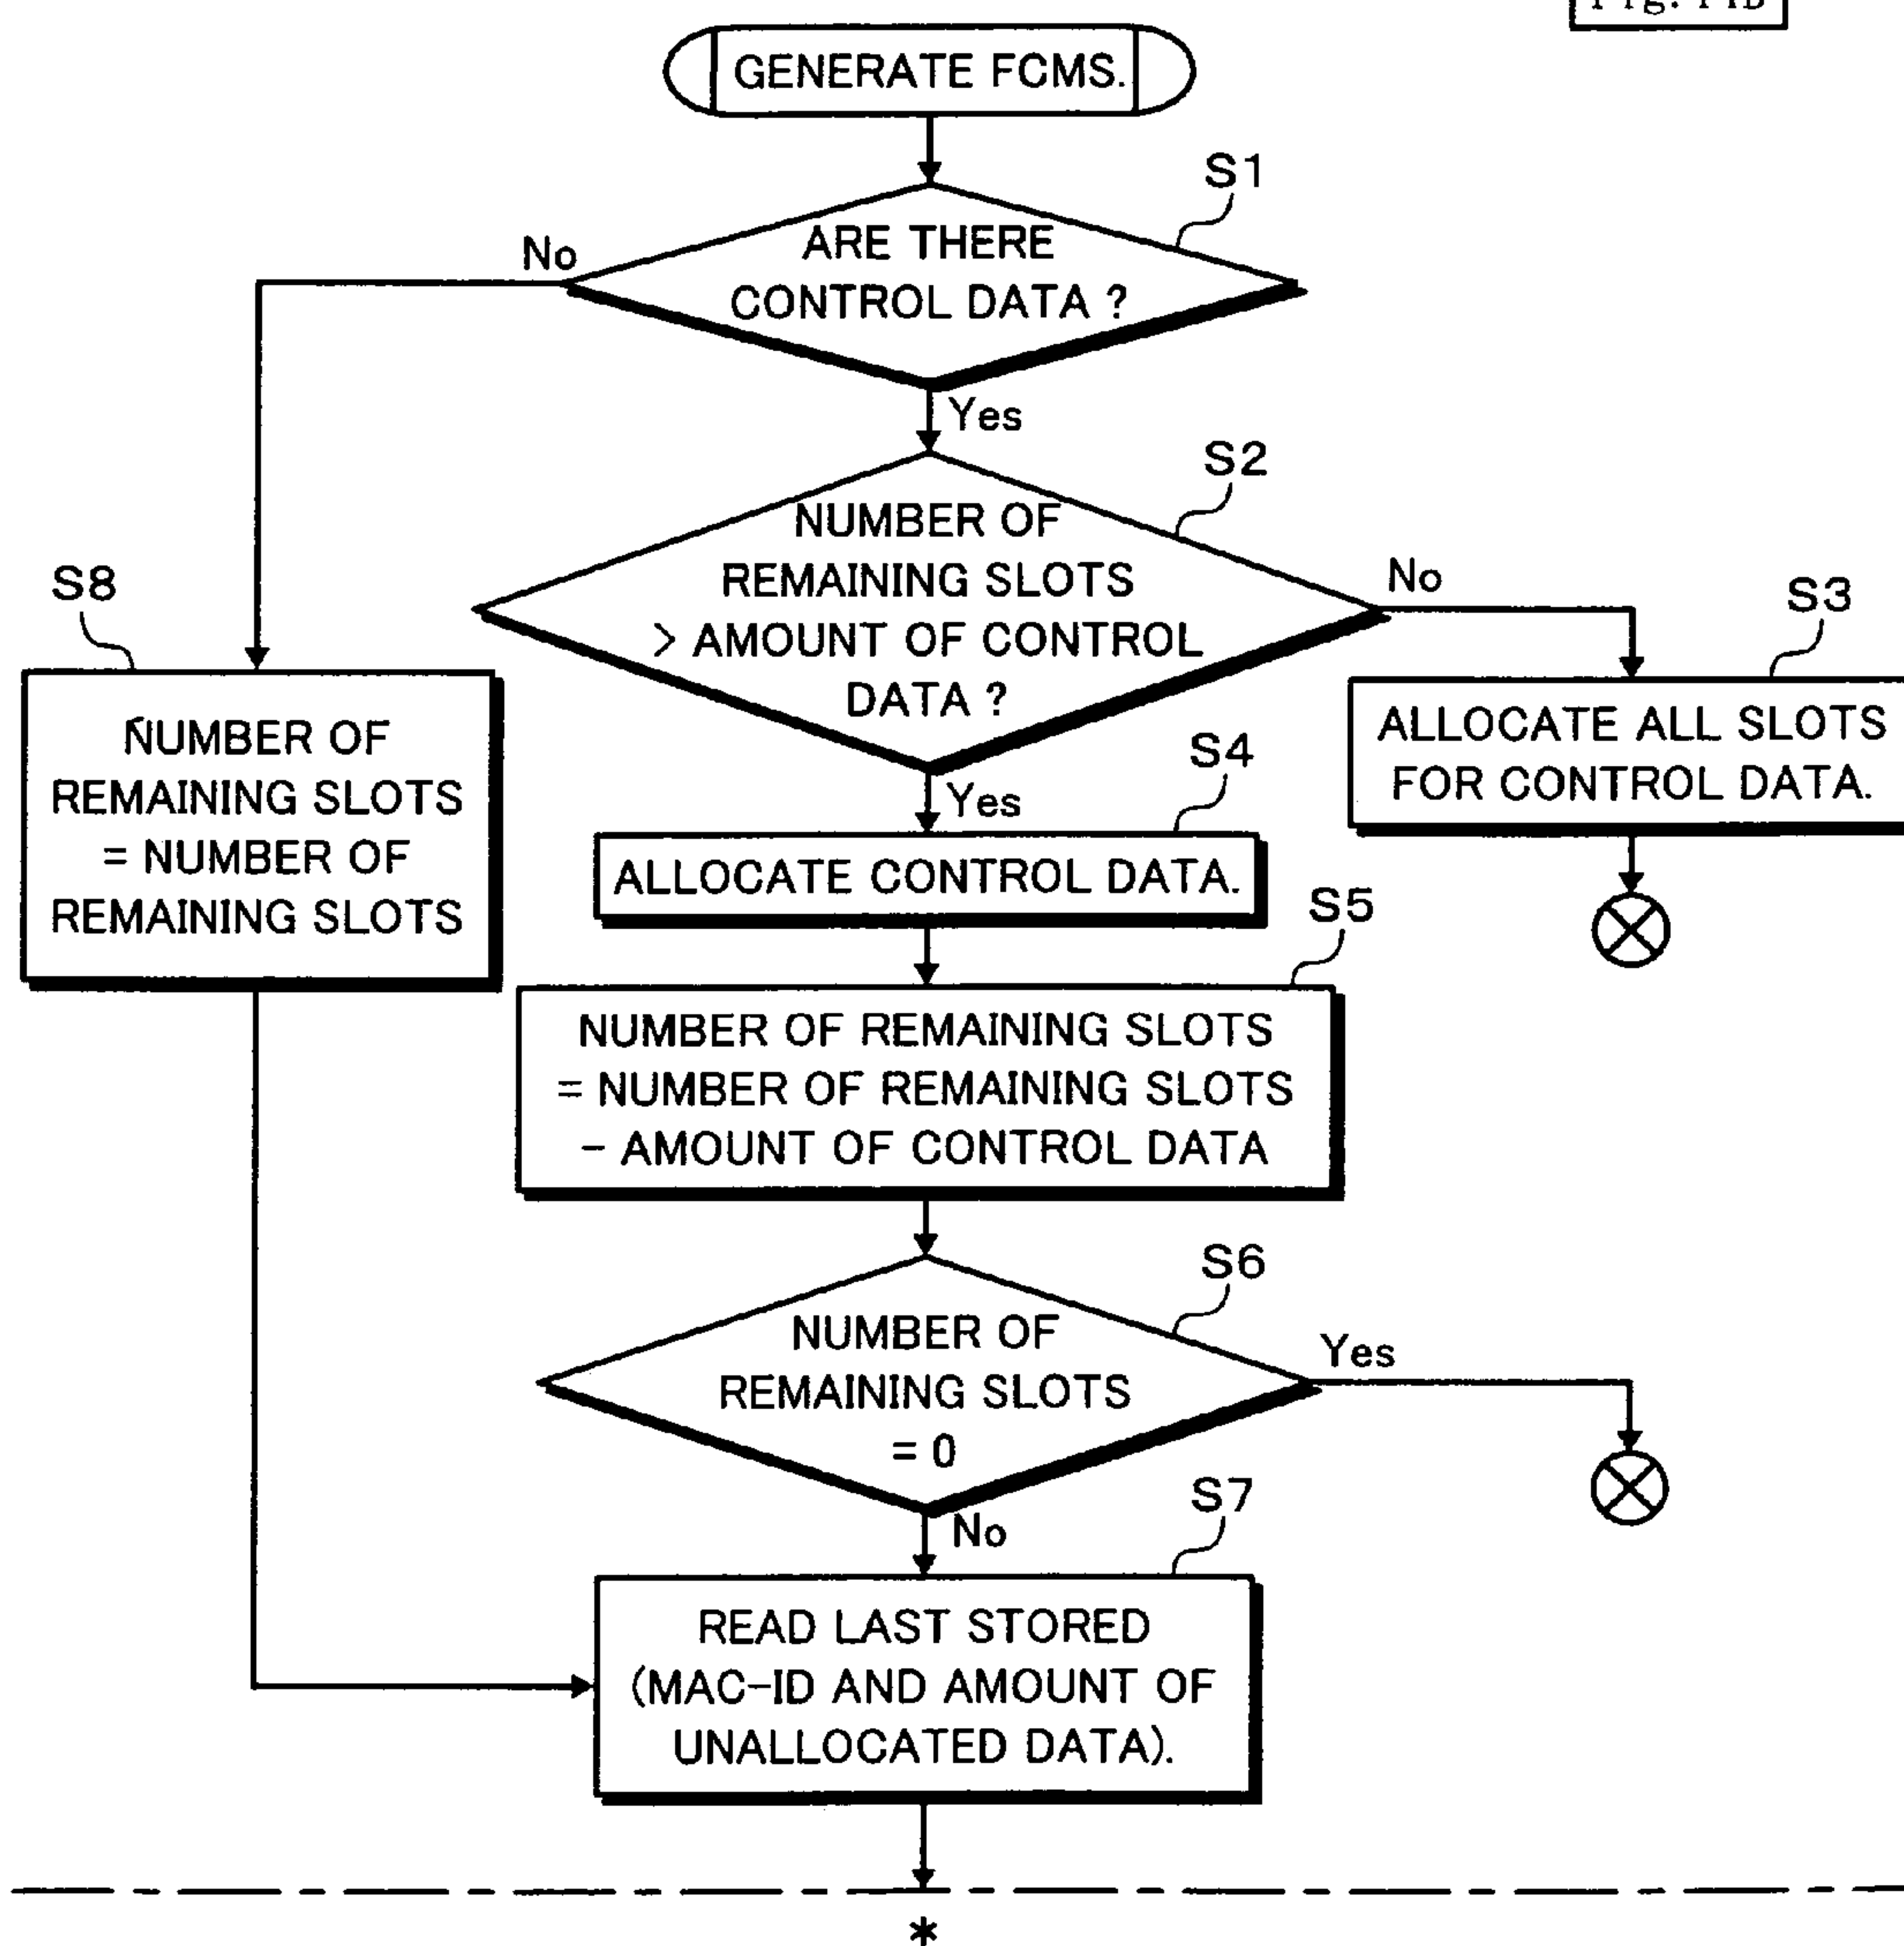 GENERATE FCMS.
S1
ARE THERE
CONTROL DATA ?
No
Yes
S2
NUMBER OF
REMAINING SLOTS
> AMOUNT OF CONTROL
DATA ?
No
S3
S8
ALLOCATE ALL SLOTS
FOR CONTROL DATA.
NUMBER OF
REMAINING SLOTS
= NUMBER OF
REMAINING SLOTS
Yes
S4
ALLOCATE CONTROL DATA.
S5
NUMBER OF REMAINING SLOTS
= NUMBER OF REMAINING SLOTS
- AMOUNT OF CONTROL DATA
S6
NUMBER OF
REMAINING SLOTS
= 0
Yes
No
S7
READ LAST STORED
(MAC-ID AND AMOUNT OF
UNALLOCATED DATA).
*